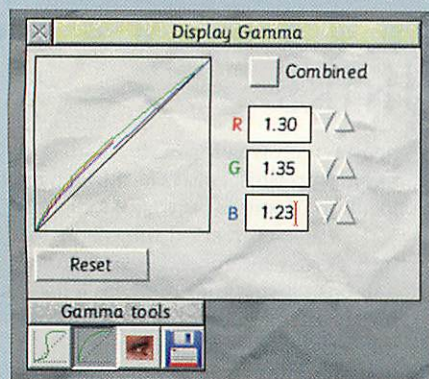 Display Gamma
Combined
R 1.30
G 1.35
B 1.23
Reset
Gamma tools